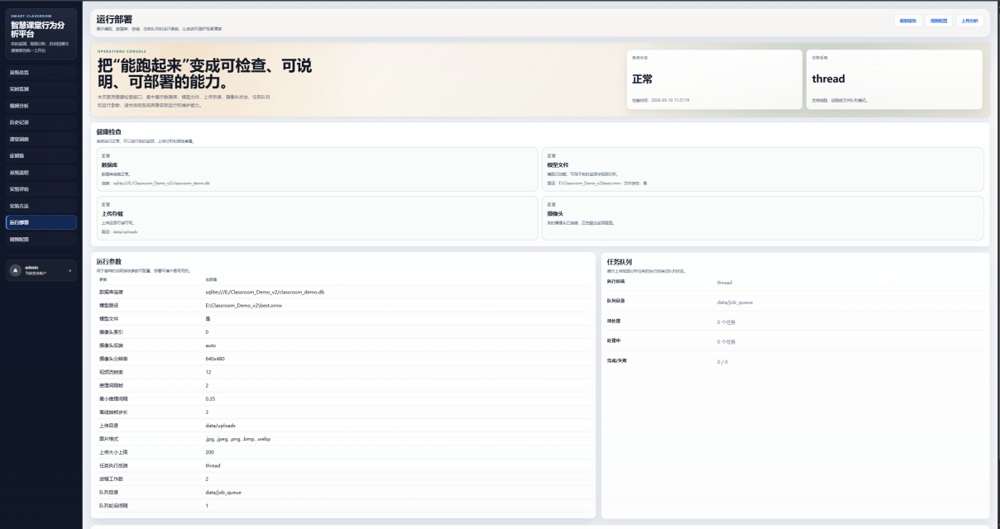 SMART CLASSROOM
智慧课堂行为分
析平台
实时监测、视频分析、历史回溯与
课堂报告统一工作台
系统总览
实时监测
视频分析
历史记录
课堂洞察
证据链
系统流程
实验评估
实验方法
运行部署
规则配置
A
admin
当前登录账户
运行部署
展示模型、数据库、存储、任务队列和运行参数，让系统可维护性更清楚
最新报告
规则配置
上传分析
OPERATIONS CONSOLE
把“能跑起来”变成可检查、可说
明、可部署的能力。
本页复用健康检查接口，集中展示数据库、模型文件、上传目录、摄像头状态、任务队列
和运行参数，适合说明系统具备实际运行和维护能力。
系统状态
正常
检查时间：2026-05-10 11:37:19
任务后端
thread
支持线程、进程或文件队列模式。
健康检查
系统运行正常，可以进行实时监测、上传分析和报告查看。
正常
数据库
数据库连接正常。
连接：sqlite:///E:/Classroom_Demo_v2/classroom_demo.db
正常
模型文件
模型已加载，可用于实时监测与视频分析。
路径：E:\Classroom_Demo_v2\best.onnx · 文件存在：是
正常
上传存储
上传目录可读可写。
路径：data/uploads
正常
摄像头
实时摄像头已连接，正在输出监测画面。
运行参数
用于答辩时说明系统参数可配置，部署环境不是写死的。
参数
当前值
数据库连接
sqlite:///E:/Classroom_Demo_v2/classroom_demo.db
模型路径
E:\Classroom_Demo_v2\best.onnx
模型文件
是
摄像头索引
0
摄像头后端
auto
摄像头分辨率
640x480
视频流帧率
12
推理间隔帧
2
最小推理间隔
0.35
离线抽帧步长
3
上传目录
data/uploads
图片格式
.jpg, .jpeg, .png, .bmp, .webp
上传大小上限
200
任务执行后端
thread
进程工作数
2
队列目录
data/job_queue
队列轮询间隔
1
任务队列
展示上传视频分析任务的执行后端与队列状态。
执行后端
thread
队列目录
data/job_queue
待处理
0 个任务
处理中
0 个任务
完成/失败
0 / 0